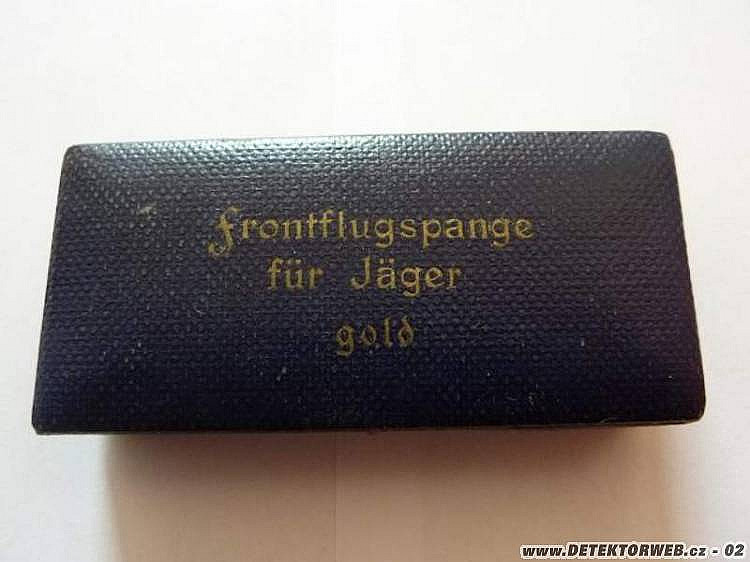 Frontflugspange
für Jäger
gold
www.DETEKTORWEB.cz - 02